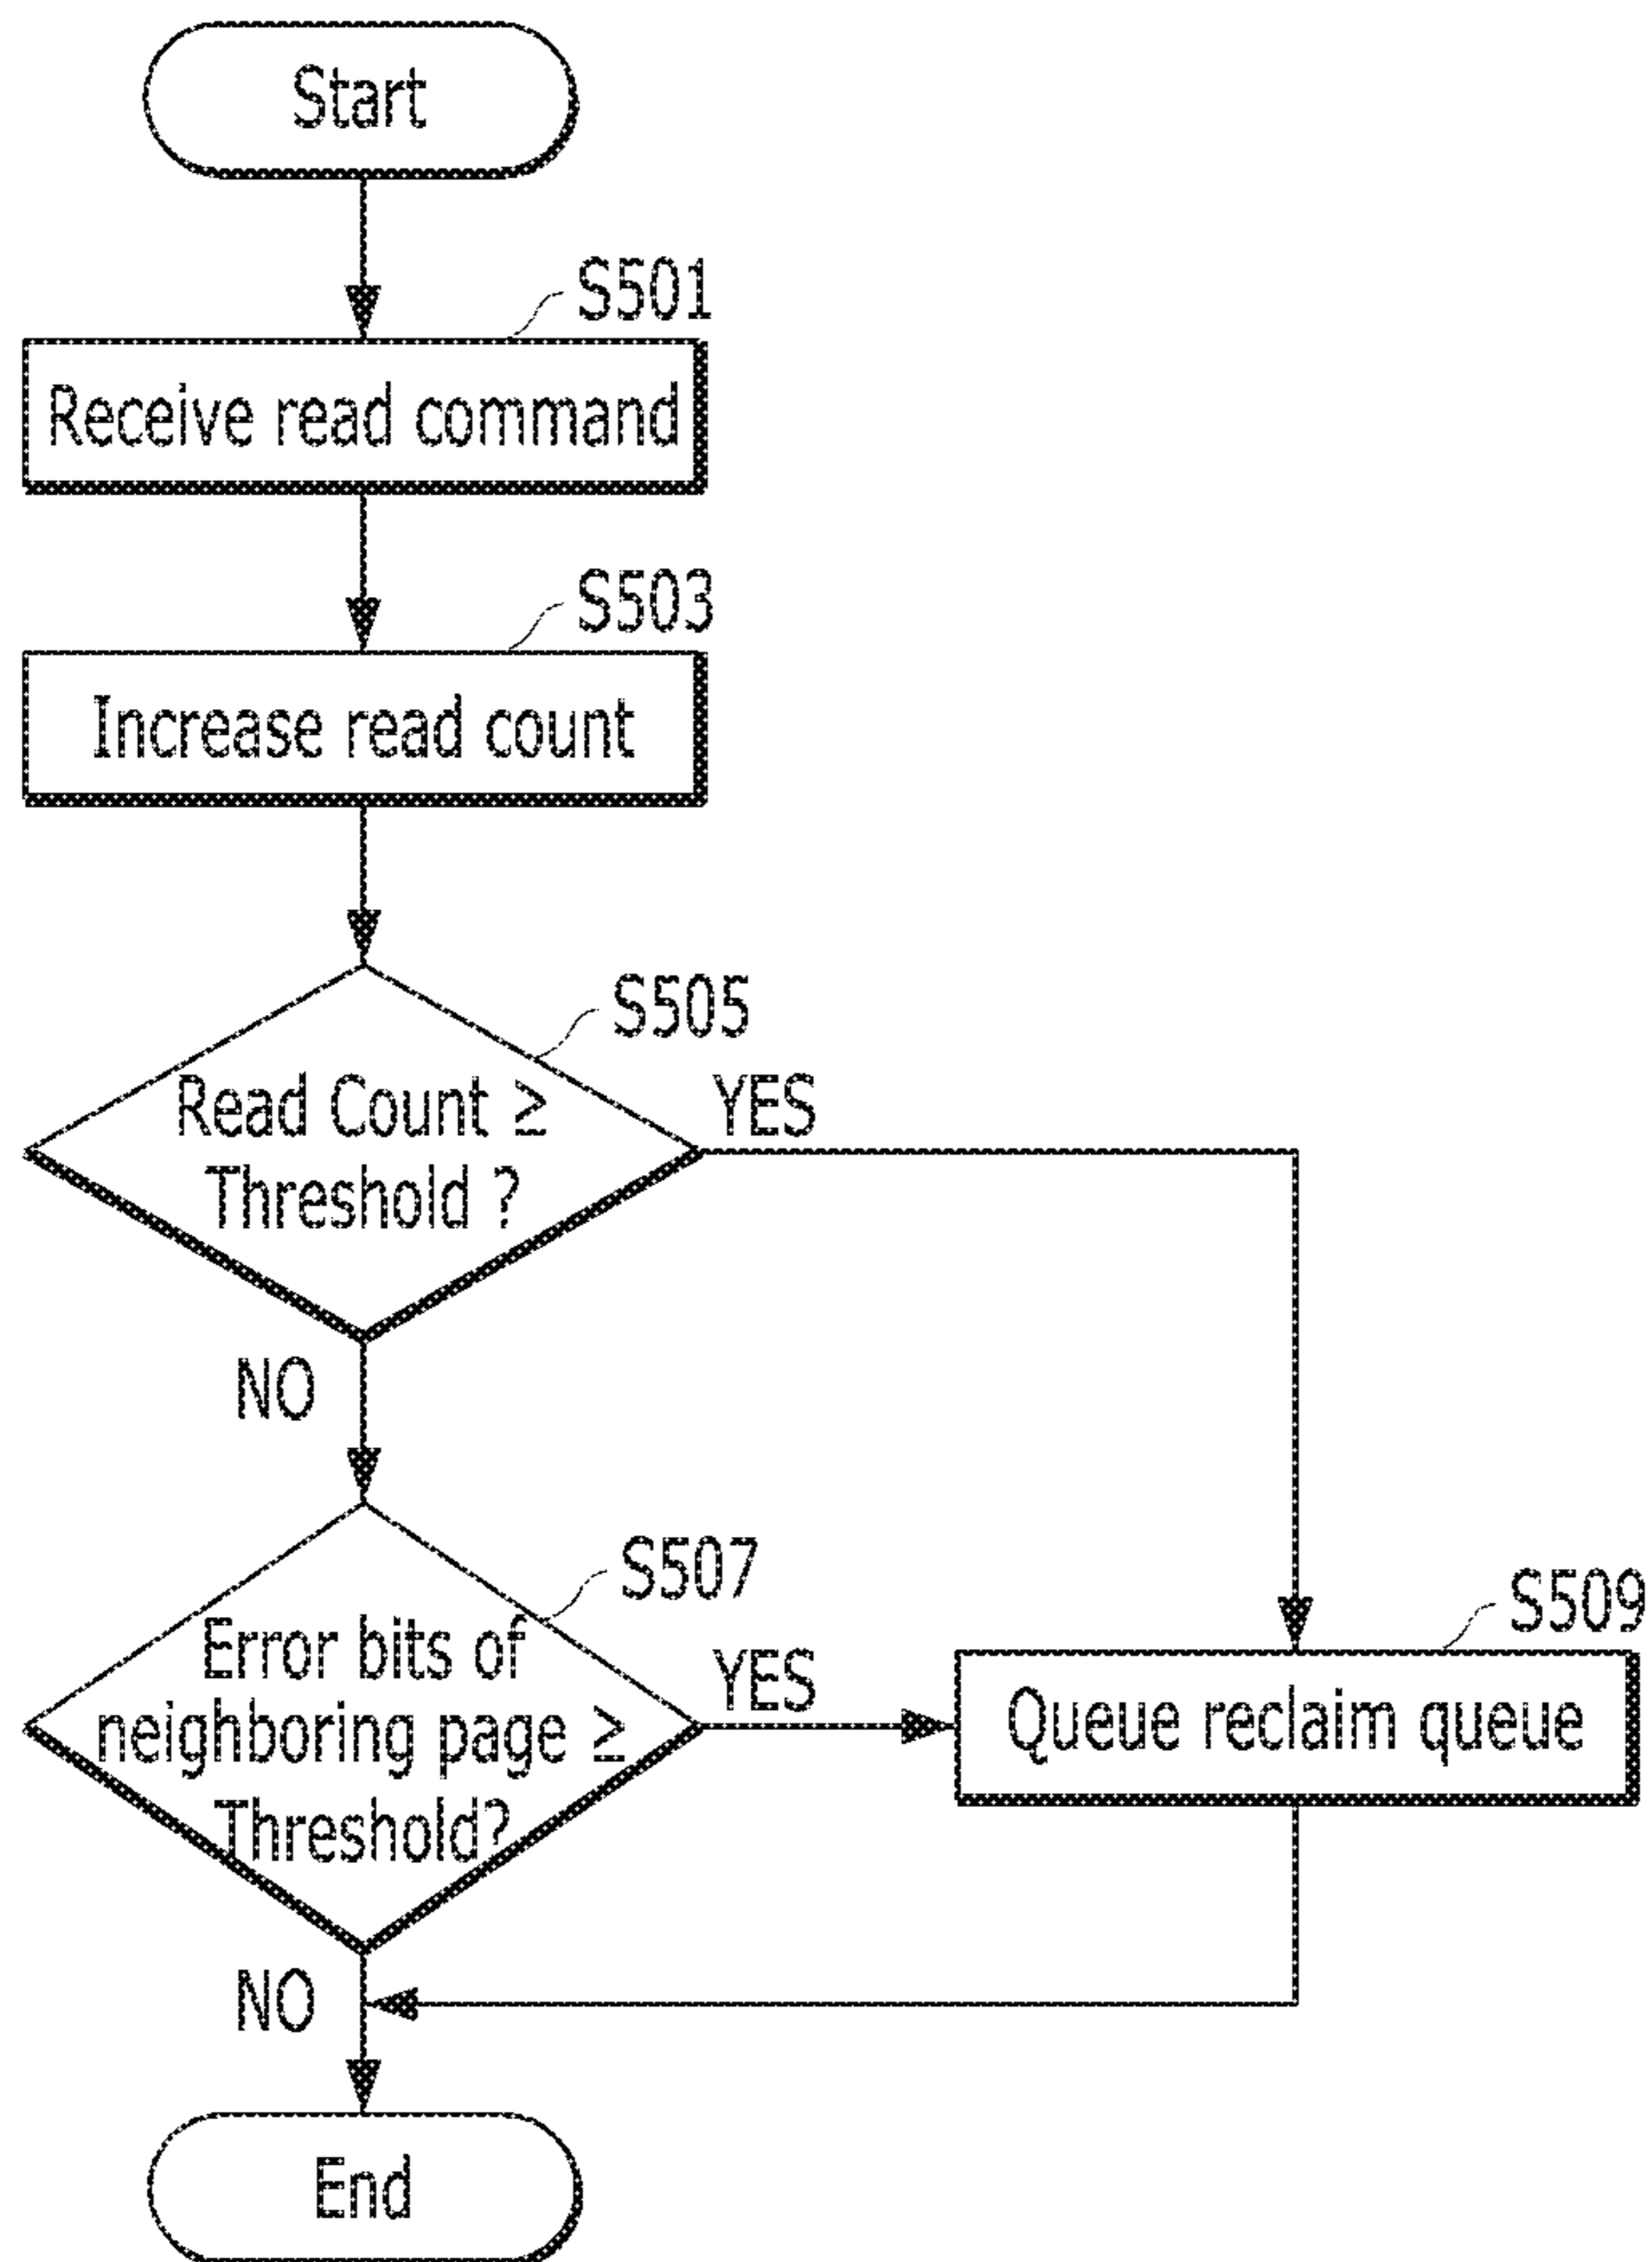 Start
S501
Receive read command
S503
Increase read count
S505
Read Count ≥
Threshold ?
YES
NO
S507
Error bits of
neighboring page ≥
Threshold?
YES
S509
Queue reclaim queue
NO
End